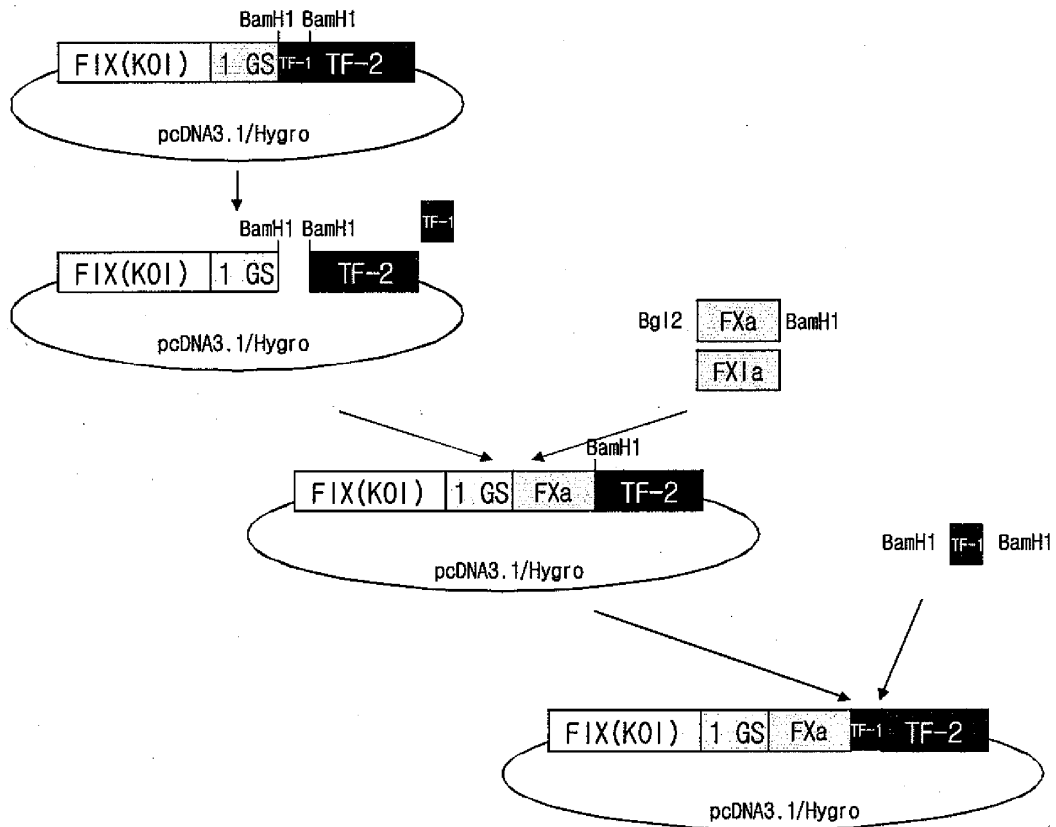 BamH1 BamH1
FIX(KOI) 1 GS TF-1 TF-2
pcDNA3.1/Hygro
TF-1
BamH1 BamH1
FIX(KOI) 1 GS TF-2
pcDNA3.1/Hygro
Bgl2 FXa BamH1
FXIa
BamH1
FIX(KOI) 1 GS FXa TF-2
pcDNA3.1/Hygro
BamH1 TF-1 BamH1
FIX(KOI) 1 GS FXa TF-1 TF-2
pcDNA3.1/Hygro